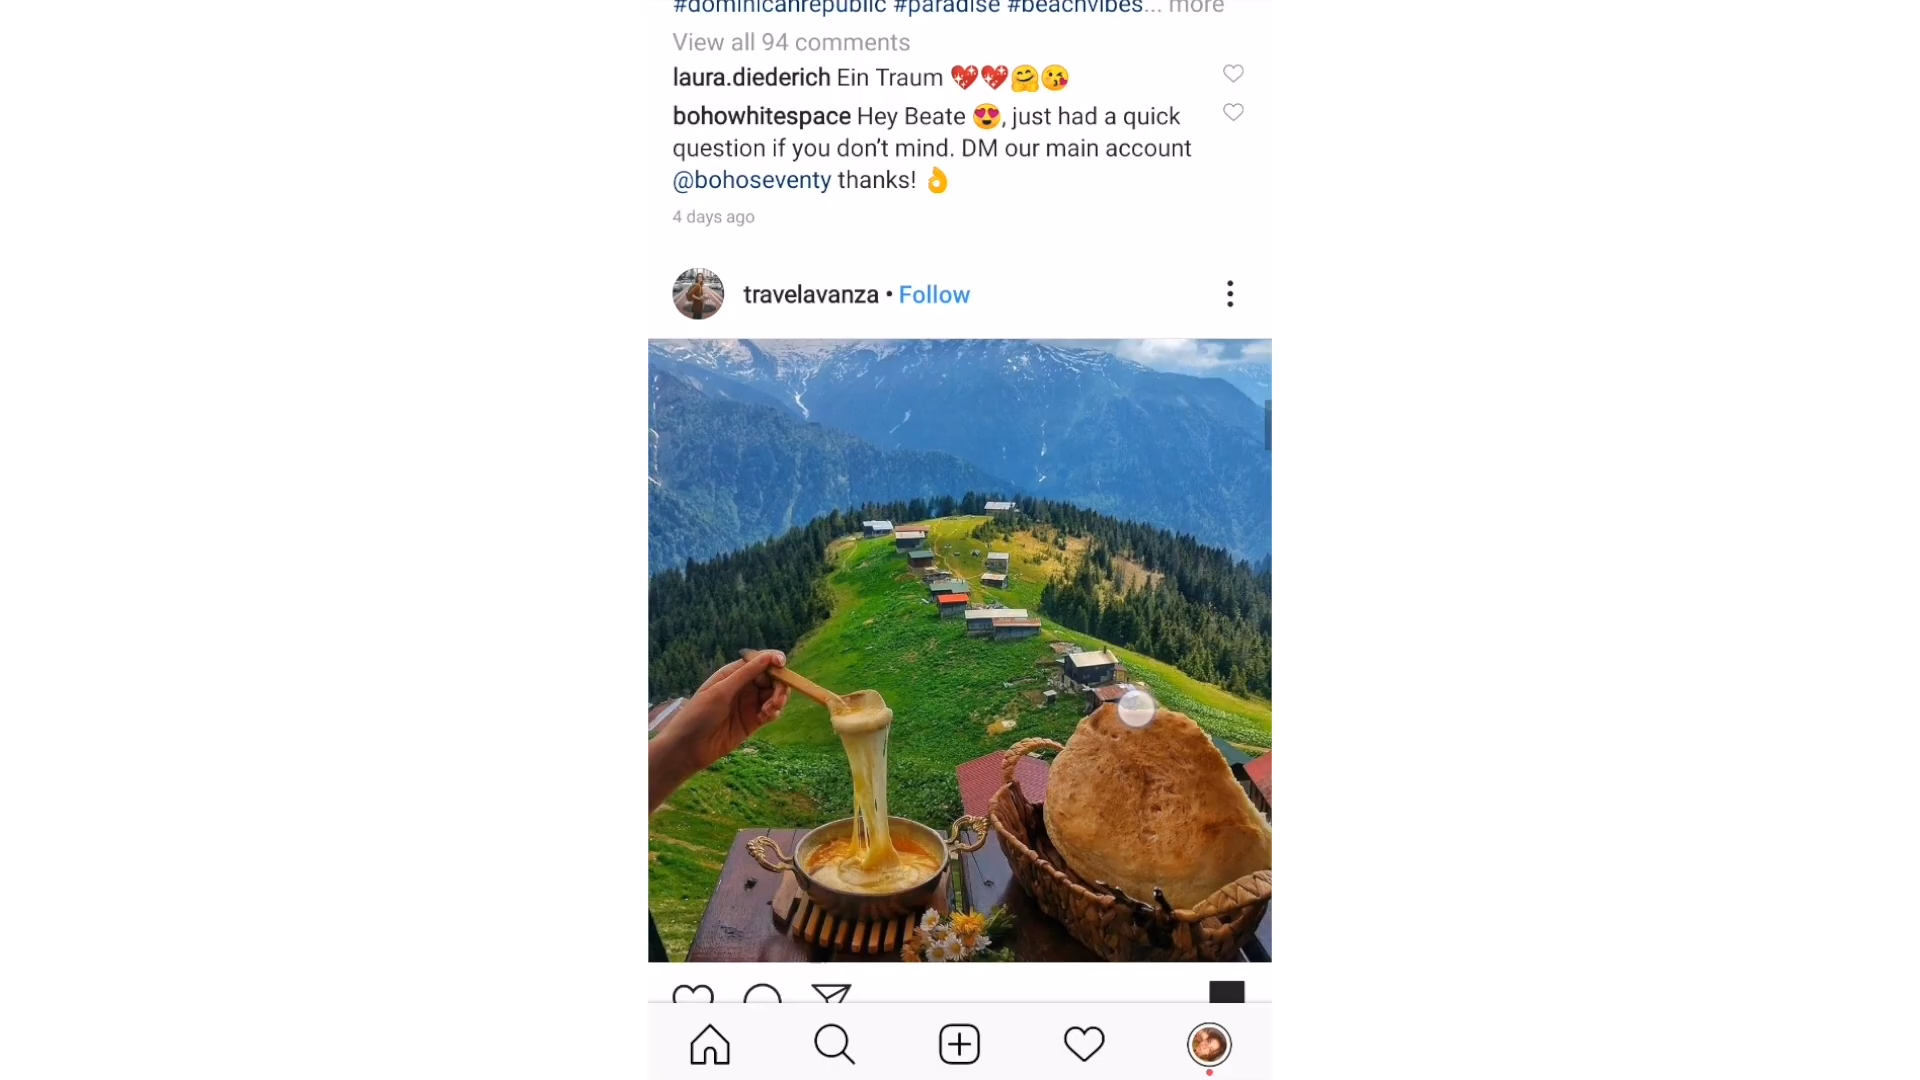 #dominicanrepublic #paradise #beachvibes... more
View all 94 comments
laura.diederich Ein Traum 💖💖🤗😘
bohowhitespace Hey Beate 😍, just had a quick
question if you don’t mind. DM our main account
@bohoseventy thanks! 👌
4 days ago
travelavanza • Follow